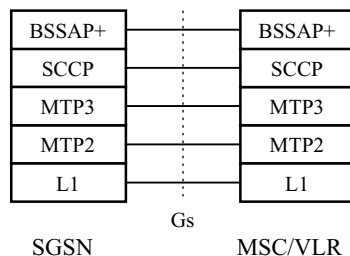 BSSAP+ BSSAP+
SCCP SCCP
MTP3 MTP3
MTP2 MTP2
L1 L1
Gs
SGSN MSC/VLR